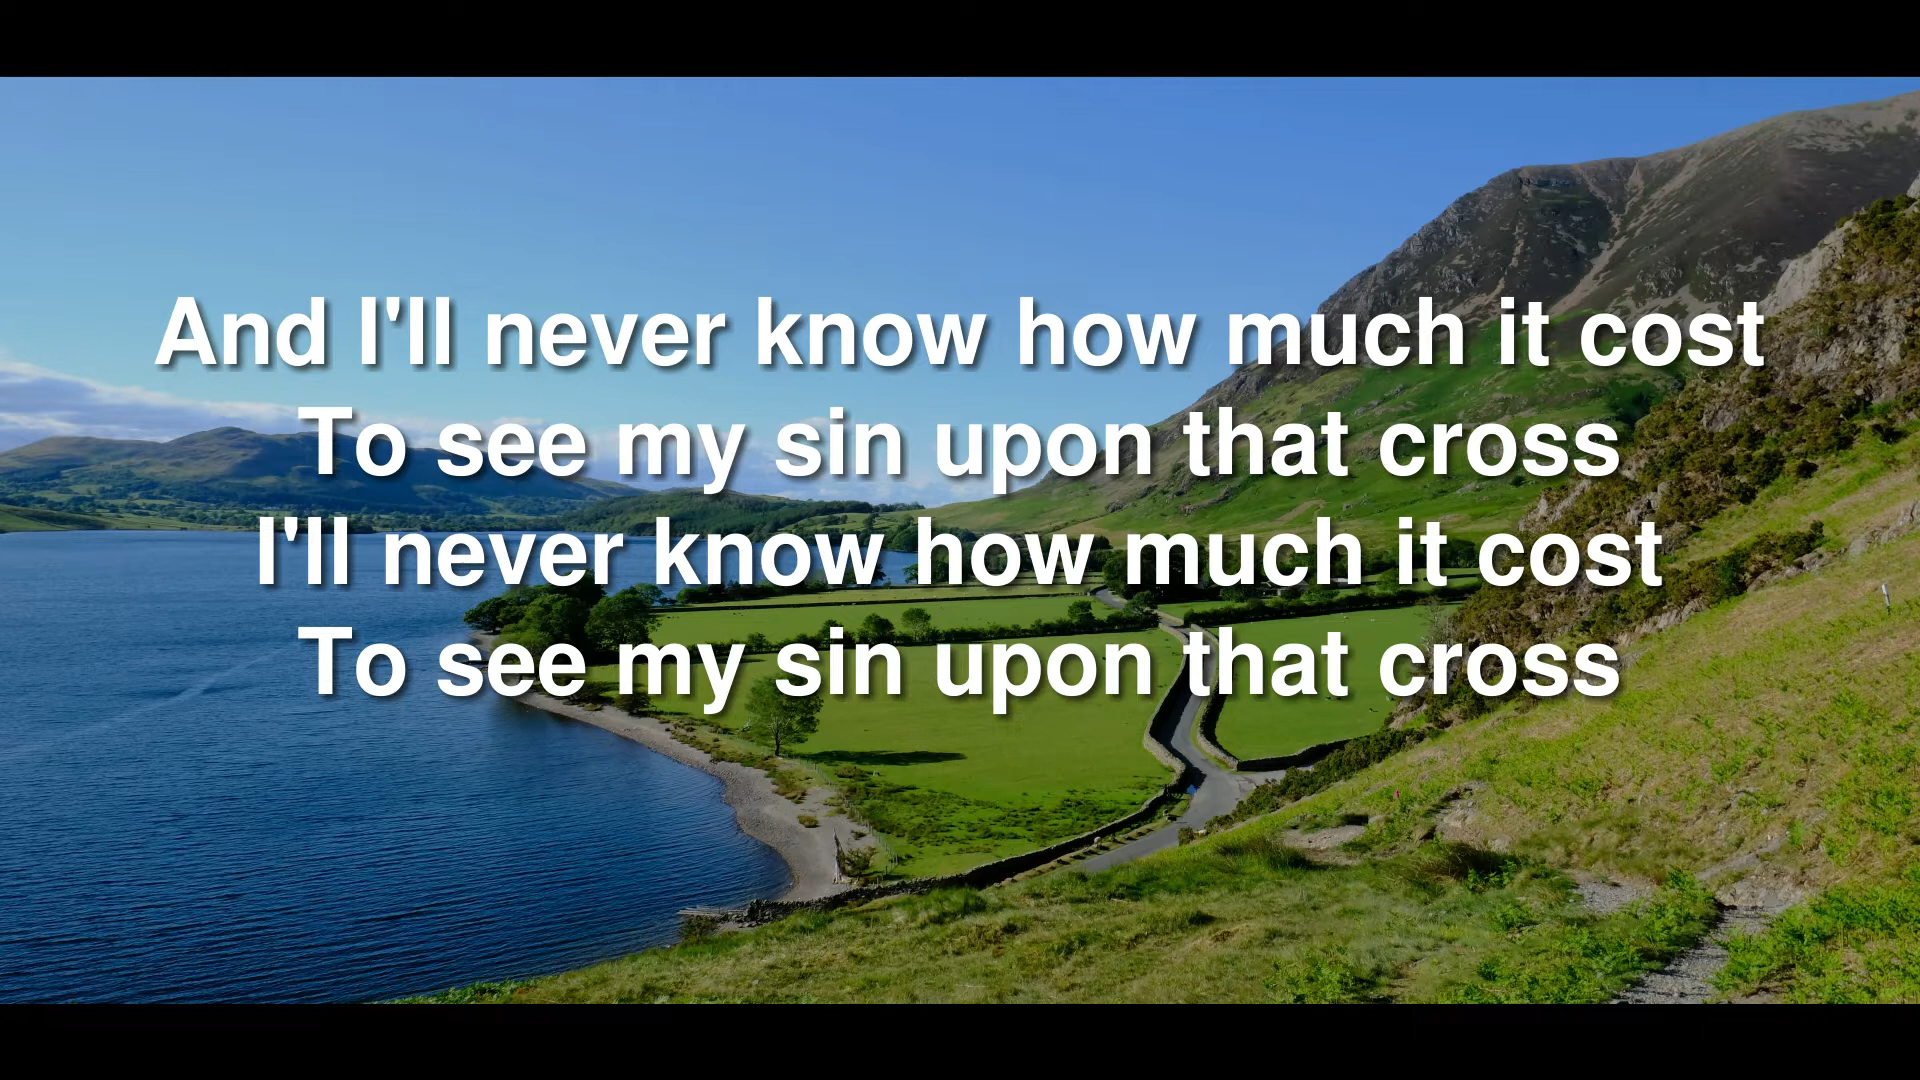 And I'll never know how much it cost
To see my sin upon that cross
I'll never know how much it cost
To see my sin upon that cross